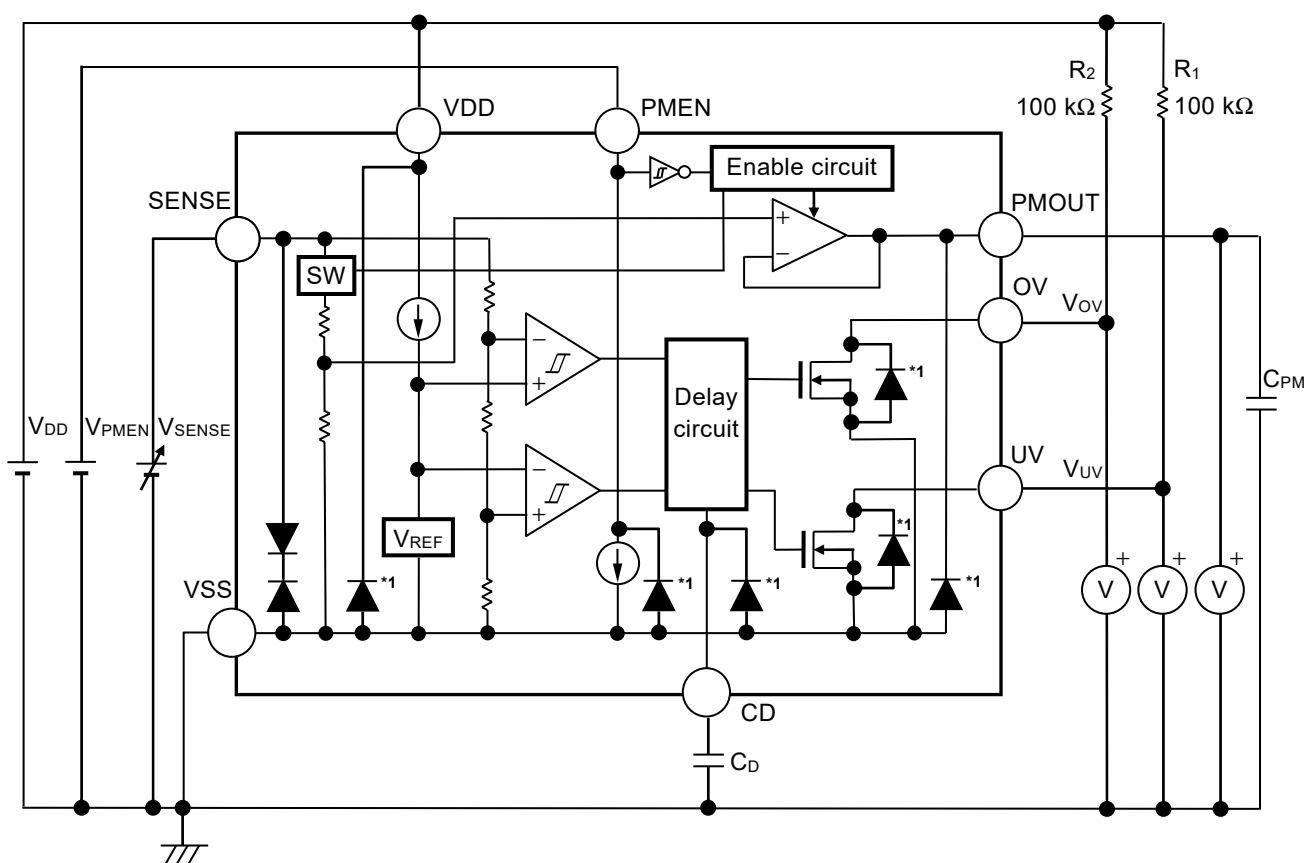 R2
100 kΩ
R1
100 kΩ
VDD
PMEN
Enable circuit
SENSE
PMOUT
+
−
SW
OV
VOV
−
+
*1
Delay
circuit
CPM
VDD
VPMEN
VSENSE
UV
VUV
−
+
*1
VREF
VSS
*1
*1
*1
*1
+
V
+
V
+
V
CD
CD